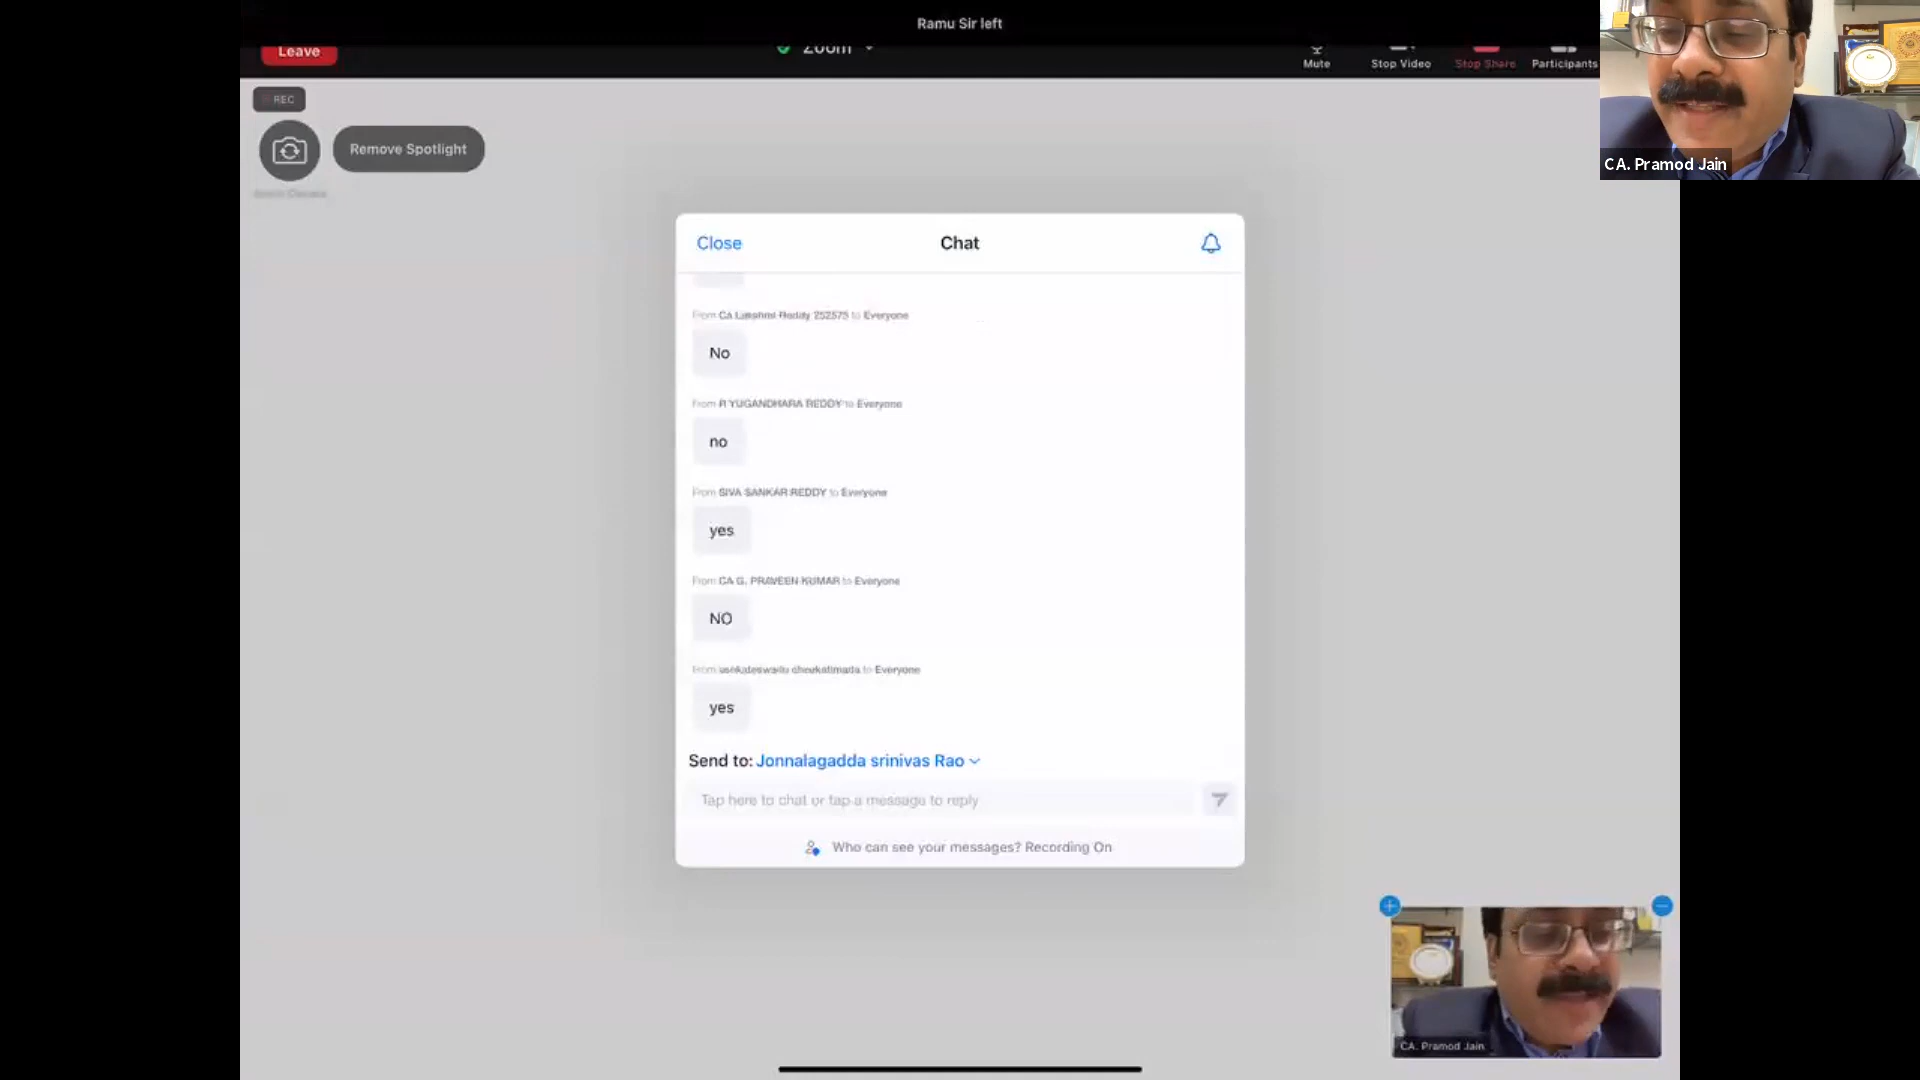 Ramu Sir left
Leave
Zoom
Mute
Stop Video
Stop Share
Participants
CA. Pramod Jain
REC
Remove Spotlight
Close
Chat
From CA Lakshmi Reddy 252575 to Everyone
No
From R YUGANDHARA REDDY to Everyone
no
From SIVA SANKAR REDDY to Everyone
yes
From CA G. PRAVEEN KUMAR to Everyone
NO
From to Everyone
yes
Send to: Jonnalagadda srinivas Rao
Tap here to chat or tap a message to reply
Who can see your messages? Recording On
CA. Pramod Jain